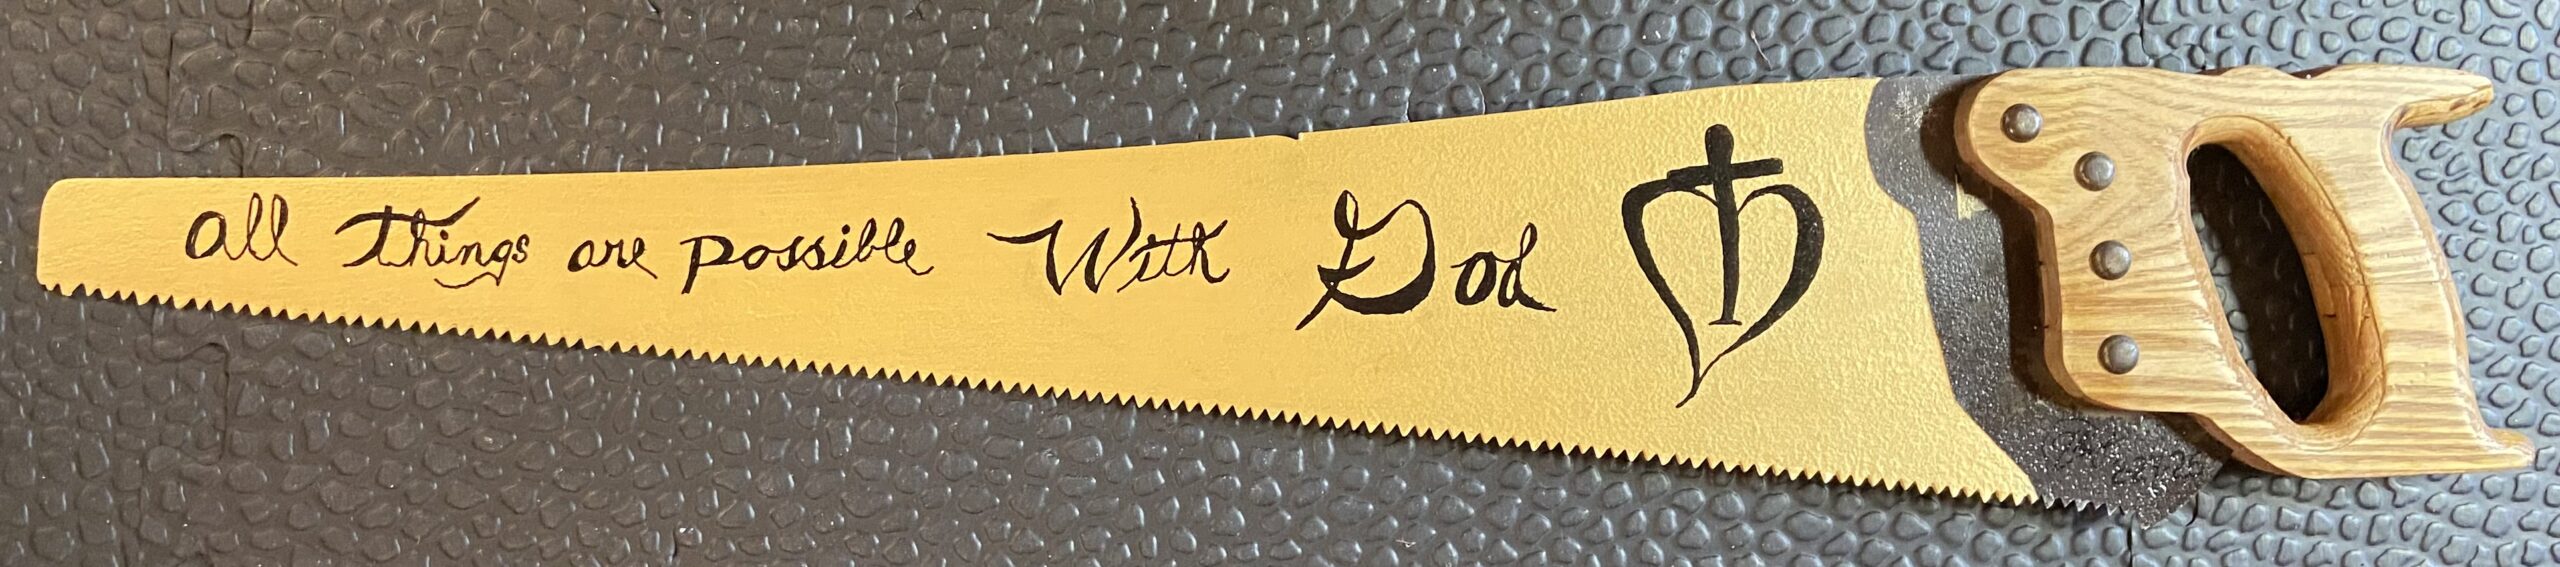 all Things are possible With God